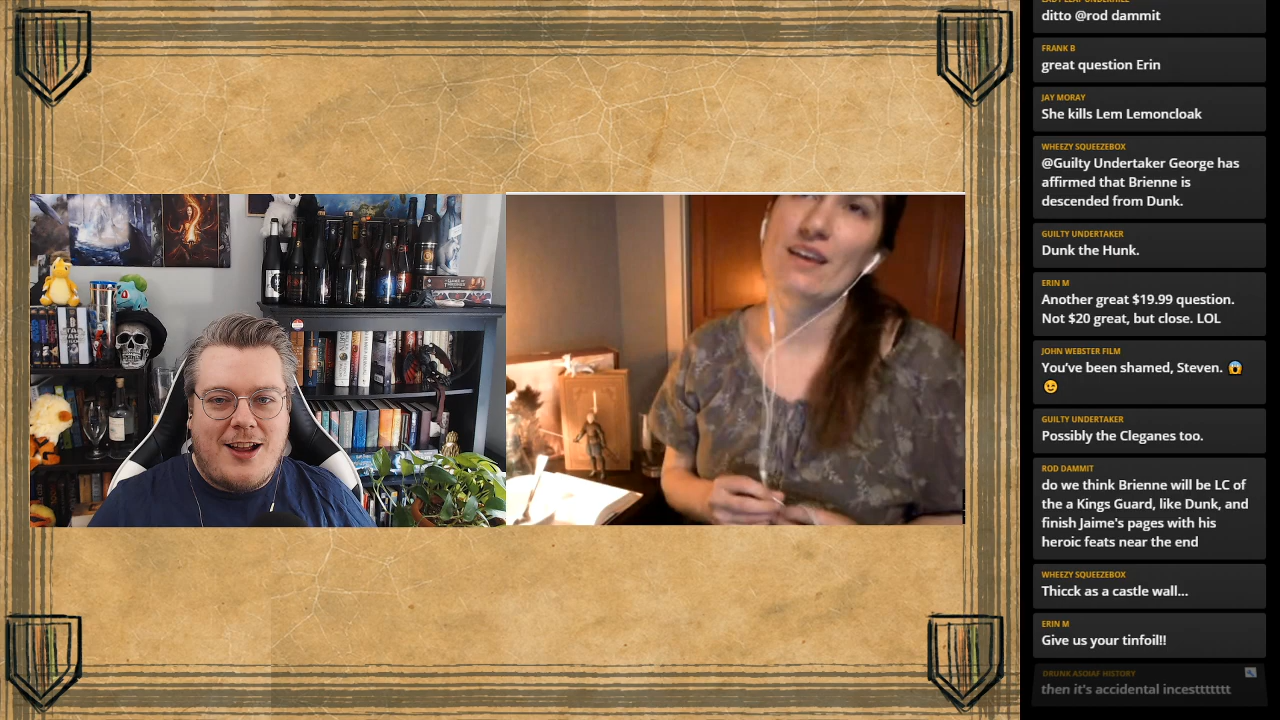 ditto @rod dammit
FRANK B
great question Erin
JAY MORAY
She kills Lem Lemoncloak
WHEEZY SQUEEZEBOX
@Guilty Undertaker George has
affirmed that Brienne is
descended from Dunk.
GUILTY UNDERTAKER
Dunk the Hunk.
ERIN M
Another great $19.99 question.
Not $20 great, but close. LOL
JOHN WEBSTER FILM
You've been shamed, Steven. 😱
😉
GUILTY UNDERTAKER
Possibly the Cleganes too.
ROD DAMMIT
do we think Brienne will be LC of
the a Kings Guard, like Dunk, and
finish Jaime's pages with his
heroic feats near the end
WHEEZY SQUEEZEBOX
Thicck as a castle wall...
ERIN M
Give us your tinfoil!!
DRUNK ASOIAF HISTORY
then it's accidental incesttttttt